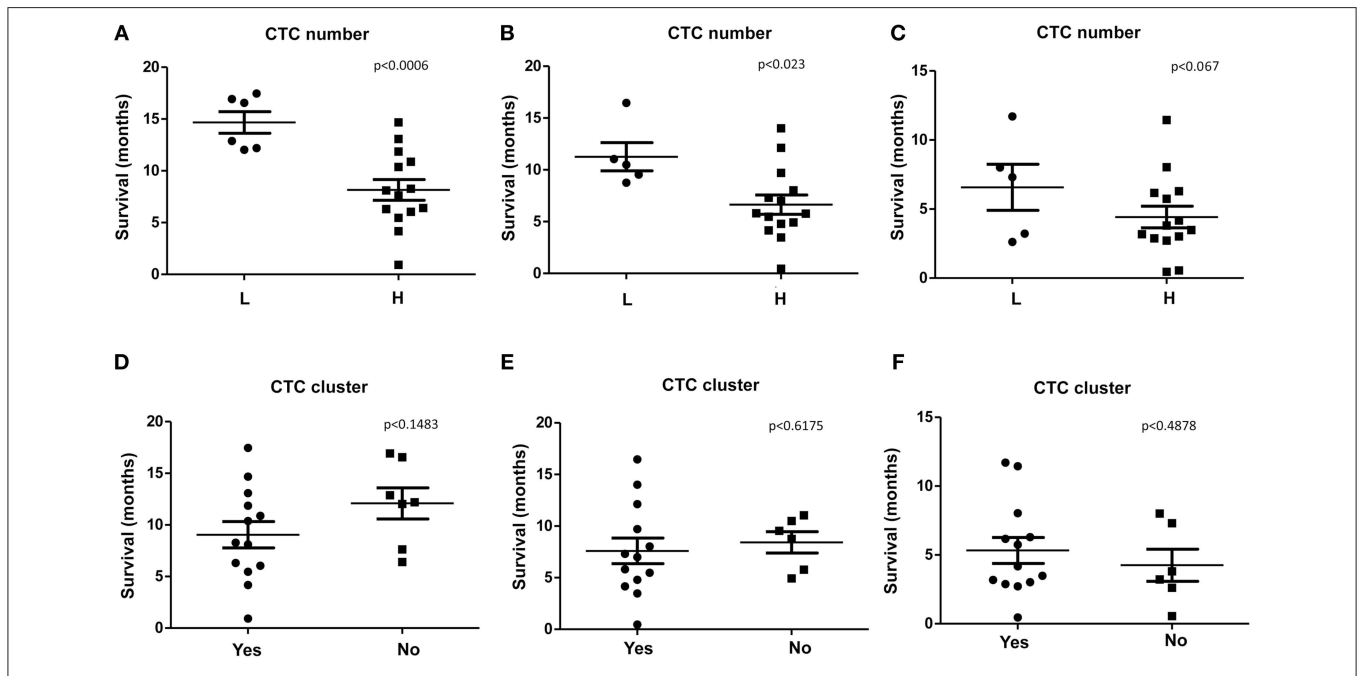 A
CTC number
p<0.0006
Survival (months)
20
15
10
5
0
L
H
B
CTC number
p<0.023
Survival (months)
20
15
10
5
0
L
H
C
CTC number
p<0.067
Survival (months)
15
10
5
0
L
H
D
CTC cluster
p<0.1483
Survival (months)
20
15
10
5
0
Yes
No
E
CTC cluster
p<0.6175
Survival (months)
20
15
10
5
0
Yes
No
F
CTC cluster
p<0.4878
Survival (months)
15
10
5
0
Yes
No